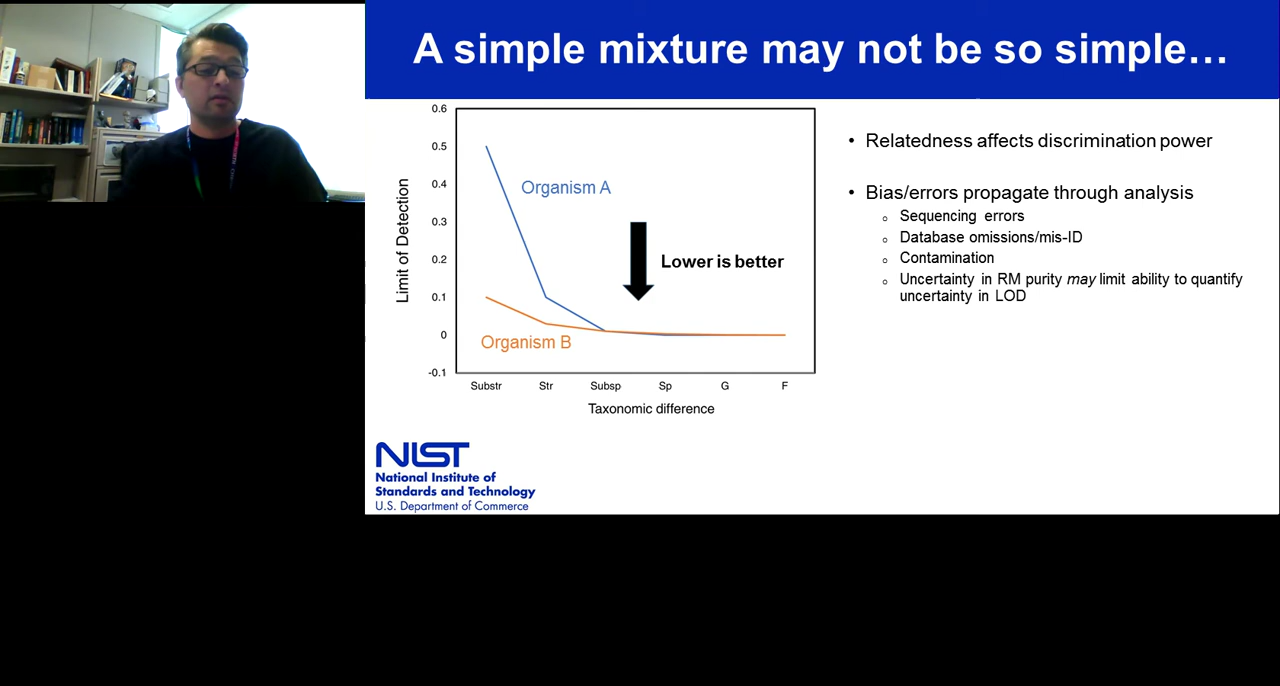 A simple mixture may not be so simple…
0.6
0.5
0.4
0.3
0.2
0.1
0
-0.1
Limit of Detection
Organism A
Lower is better
Organism B
Substr Str Subsp Sp G F
Taxonomic difference
• Relatedness affects discrimination power
• Bias/errors propagate through analysis
o Sequencing errors
o Database omissions/mis-ID
o Contamination
o Uncertainty in RM purity may limit ability to quantify
uncertainty in LOD
NIST
National Institute of
Standards and Technology
U.S. Department of Commerce